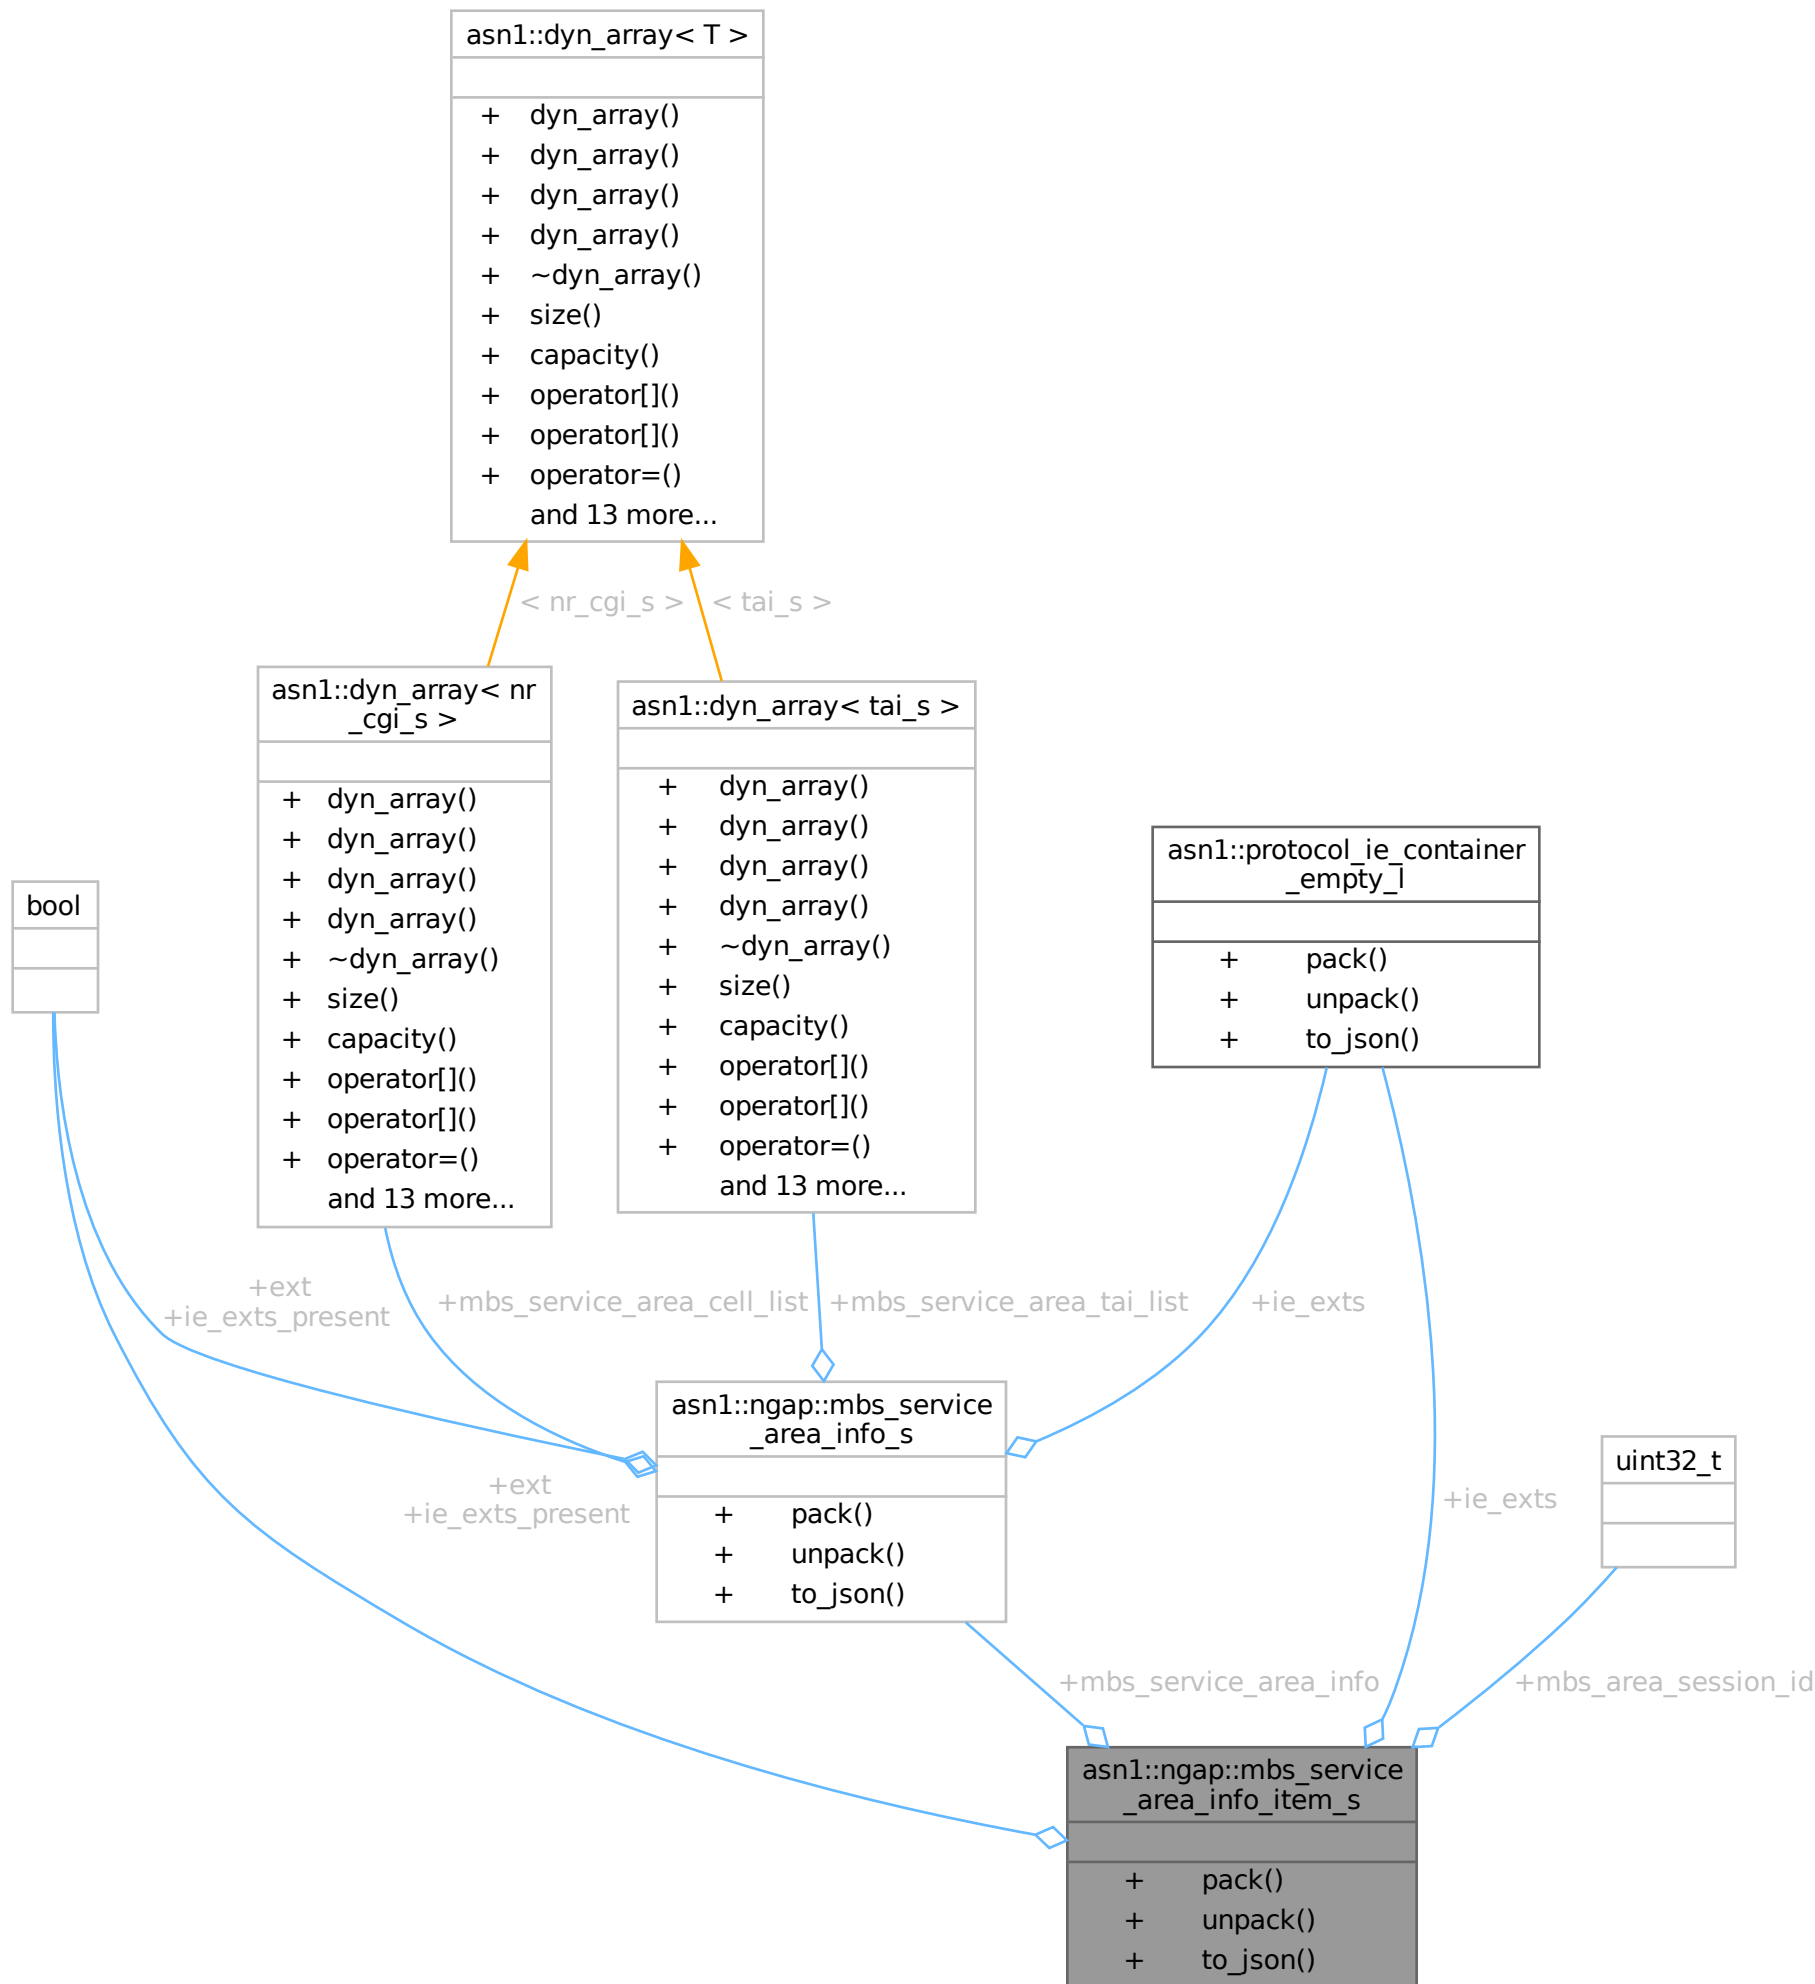 asn1::dyn_array< T >
+ dyn_array()
+ dyn_array()
+ dyn_array()
+ dyn_array()
+ ~dyn_array()
+ size()
+ capacity()
+ operator[]()
+ operator[]()
+ operator=()
and 13 more...
< nr_cgi_s >
< tai_s >
asn1::dyn_array< nr
_cgi_s >
+ dyn_array()
+ dyn_array()
+ dyn_array()
+ dyn_array()
+ ~dyn_array()
+ size()
+ capacity()
+ operator[]()
+ operator[]()
+ operator=()
and 13 more...
asn1::dyn_array< tai_s >
+ dyn_array()
+ dyn_array()
+ dyn_array()
+ dyn_array()
+ ~dyn_array()
+ size()
+ capacity()
+ operator[]()
+ operator[]()
+ operator=()
and 13 more...
asn1::protocol_ie_container
_empty_l
+ pack()
+ unpack()
+ to_json()
bool
+ext
+ie_exts_present
+mbs_service_area_cell_list
+mbs_service_area_tai_list
+ie_exts
asn1::ngap::mbs_service
_area_info_s
+ pack()
+ unpack()
+ to_json()
uint32_t
+ext
+ie_exts_present
+ie_exts
+mbs_service_area_info
+mbs_area_session_id
asn1::ngap::mbs_service
_area_info_item_s
+ pack()
+ unpack()
+ to_json()